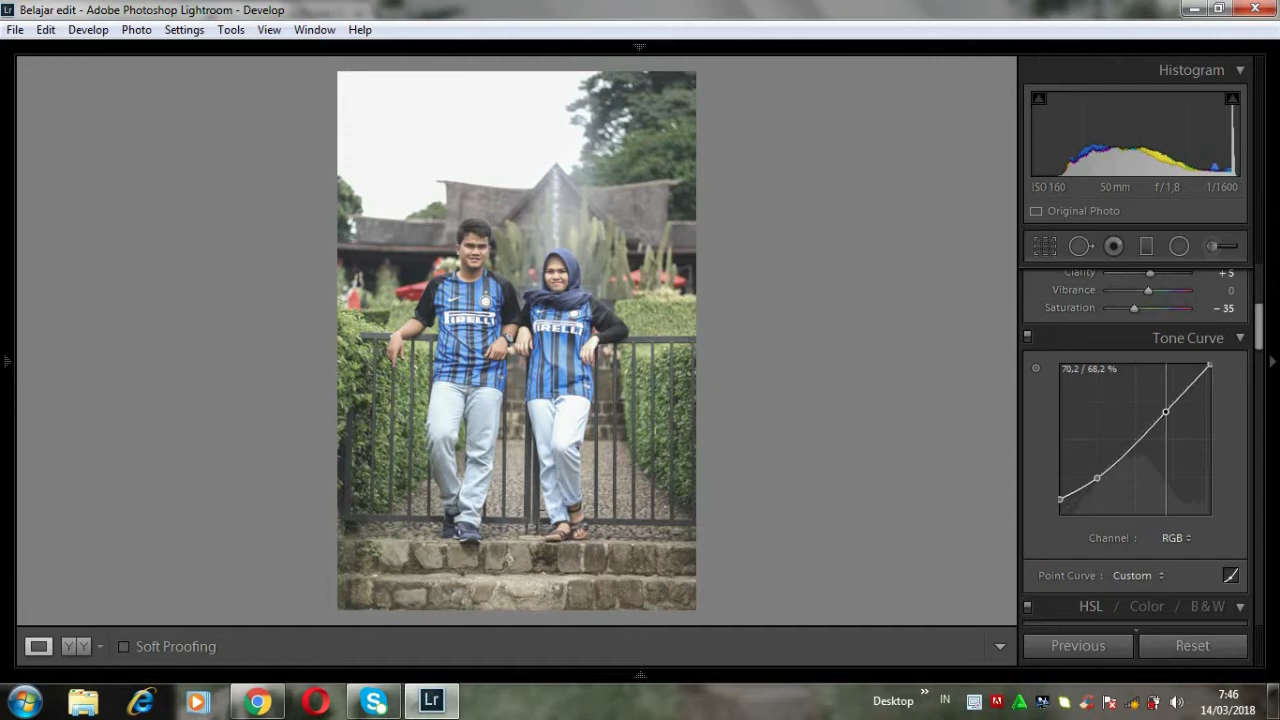 Lr Belajar edit - Adobe Photoshop Lightroom - Develop
File Edit Develop Photo Settings Tools View Window Help
Histogram
ISO 160 50 mm f / 1,8 1/1600
Original Photo
Clarity + 5
Vibrance 0
Saturation – 35
Tone Curve
70,2 / 68,2 %
Channel : RGB
Point Curve : Custom
HSL / Color / B & W
PIRELLI
PIRELLI
Y Y Soft Proofing
Previous Reset
Lr
Desktop » IN 7:46
14/03/2018